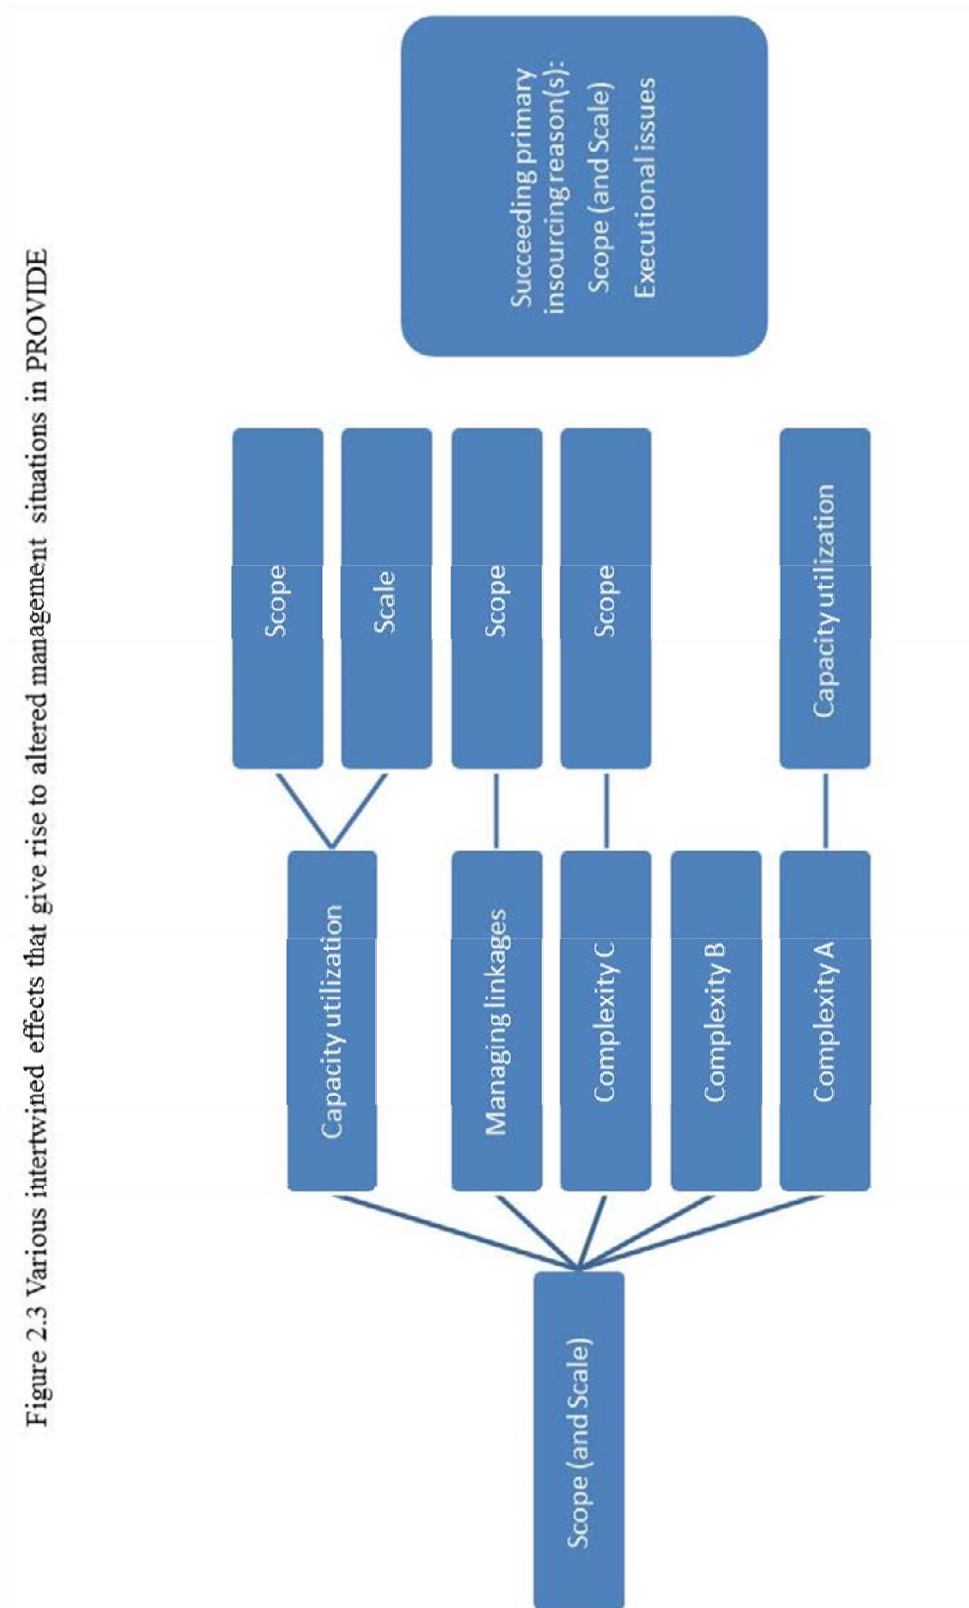 Figure 2.3 Various intertwined effects that give rise to altered management situations in PROVIDE
Scope (and Scale)
Capacity utilization
Managing linkages
Complexity C
Complexity B
Complexity A
Scope
Scale
Scope
Scope
Capacity utilization
Succeeding primary
insourcing reason(s):
Scope (and Scale)
Executional issues